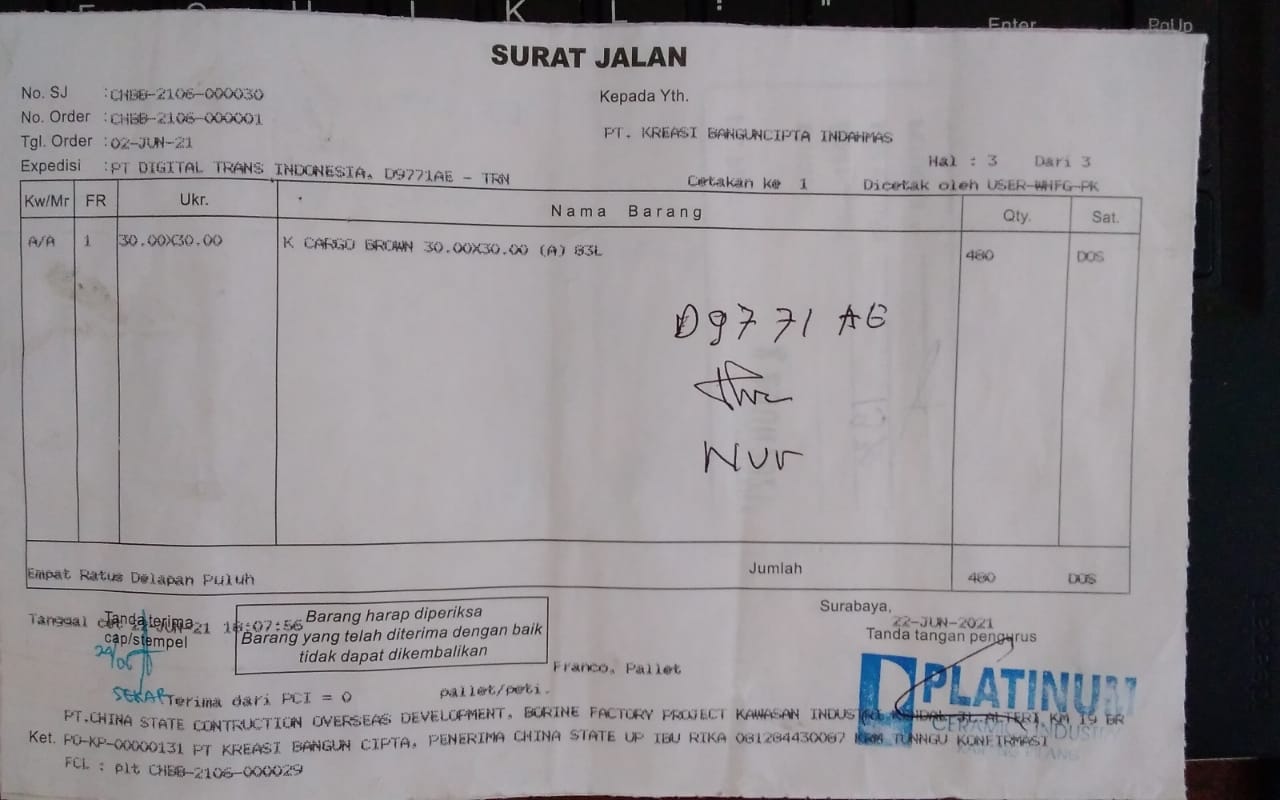 K L : "
Enter PgUp
SURAT JALAN
No. SJ :CHBB-2106-000030
Kepada Yth.
No. Order :CHBB-2106-000001
PT. KREASI BANGUNCIPTA INDAHMAS
Tgl. Order :02-JUN-21
Hal : 3 Dari 3
Expedisi :PT DIGITAL TRANS INDONESIA, D9771AE - TRN
Cetakan ke 1 Dicetak oleh USER-WHFG-PK
Kw/Mr FR Ukr. Nama Barang Qty. Sat.
A/A 1 30.00X30.00 K CARGO BROWN 30.00X30.00 (A) 83L 480 DOS
D9771 AE
Nur
Empat Ratus Delapan Puluh Jumlah 480 DOS
Tanggal 22-JUN-21 18:07:56
Tanda terima
cap/stempel
Barang harap diperiksa
Barang yang telah diterima dengan baik
tidak dapat dikembalikan
Surabaya,
22-JUN-2021
Tanda tangan pengurus
Franco, Pallet
SEKAR
Terima dari PCI = 0 pallet/peti.
PLATINUM
CERAMICS INDUSTRY
PT.CHINA STATE CONTRUCTION OVERSEAS DEVELOPMENT, BORINE FACTORY PROJECT KAWASAN INDUSTRI KENDAL JL ALTERI KM 19 BR
Ket. PO-KP-00000131 PT KREASI BANGUN CIPTA, PENERIMA CHINA STATE UP IBU RIKA 081284430087 KRM TUNNGU KONFIRMASI
FCL : plt CHBB-2106-000029